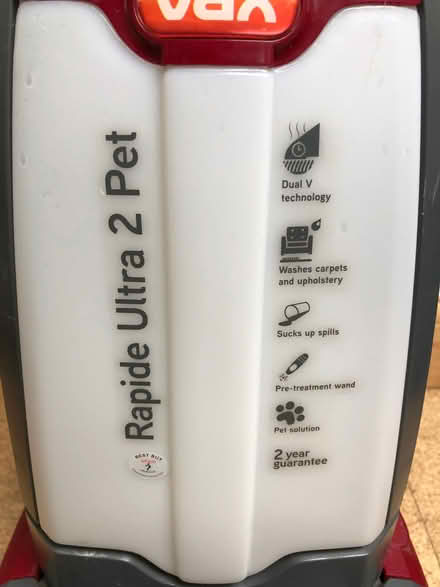 VAX
Rapide Ultra 2 Pet
Dual V
technology
Washes carpets
and upholstery
Sucks up spills
Pre-treatment wand
Pet solution
2 year
guarantee
BEST BUY